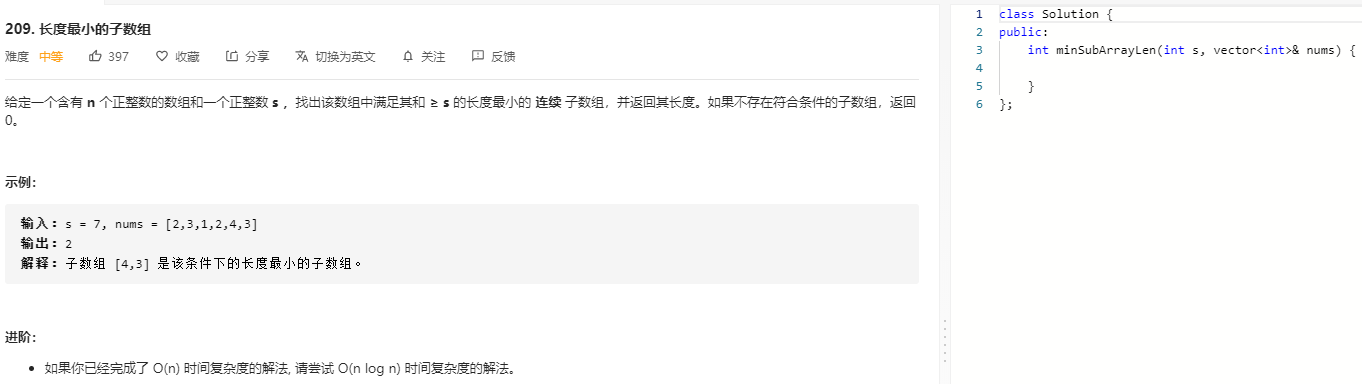 209. 长度最小的子数组
难度 中等 397 收藏 分享 切换为英文 关注 反馈
给定一个含有 n 个正整数的数组和一个正整数 s ，找出该数组中满足其和 ≥ s 的长度最小的 连续 子数组，并返回其长度。如果不存在符合条件的子数组，返回
0。
示例：
输入：s = 7, nums = [2,3,1,2,4,3]
输出：2
解释：子数组 [4,3] 是该条件下的长度最小的子数组。
进阶：
• 如果你已经完成了 O(n) 时间复杂度的解法, 请尝试 O(n log n) 时间复杂度的解法。
1 class Solution {
2 public:
3 int minSubArrayLen(int s, vector<int>& nums) {
4
5 }
6 };